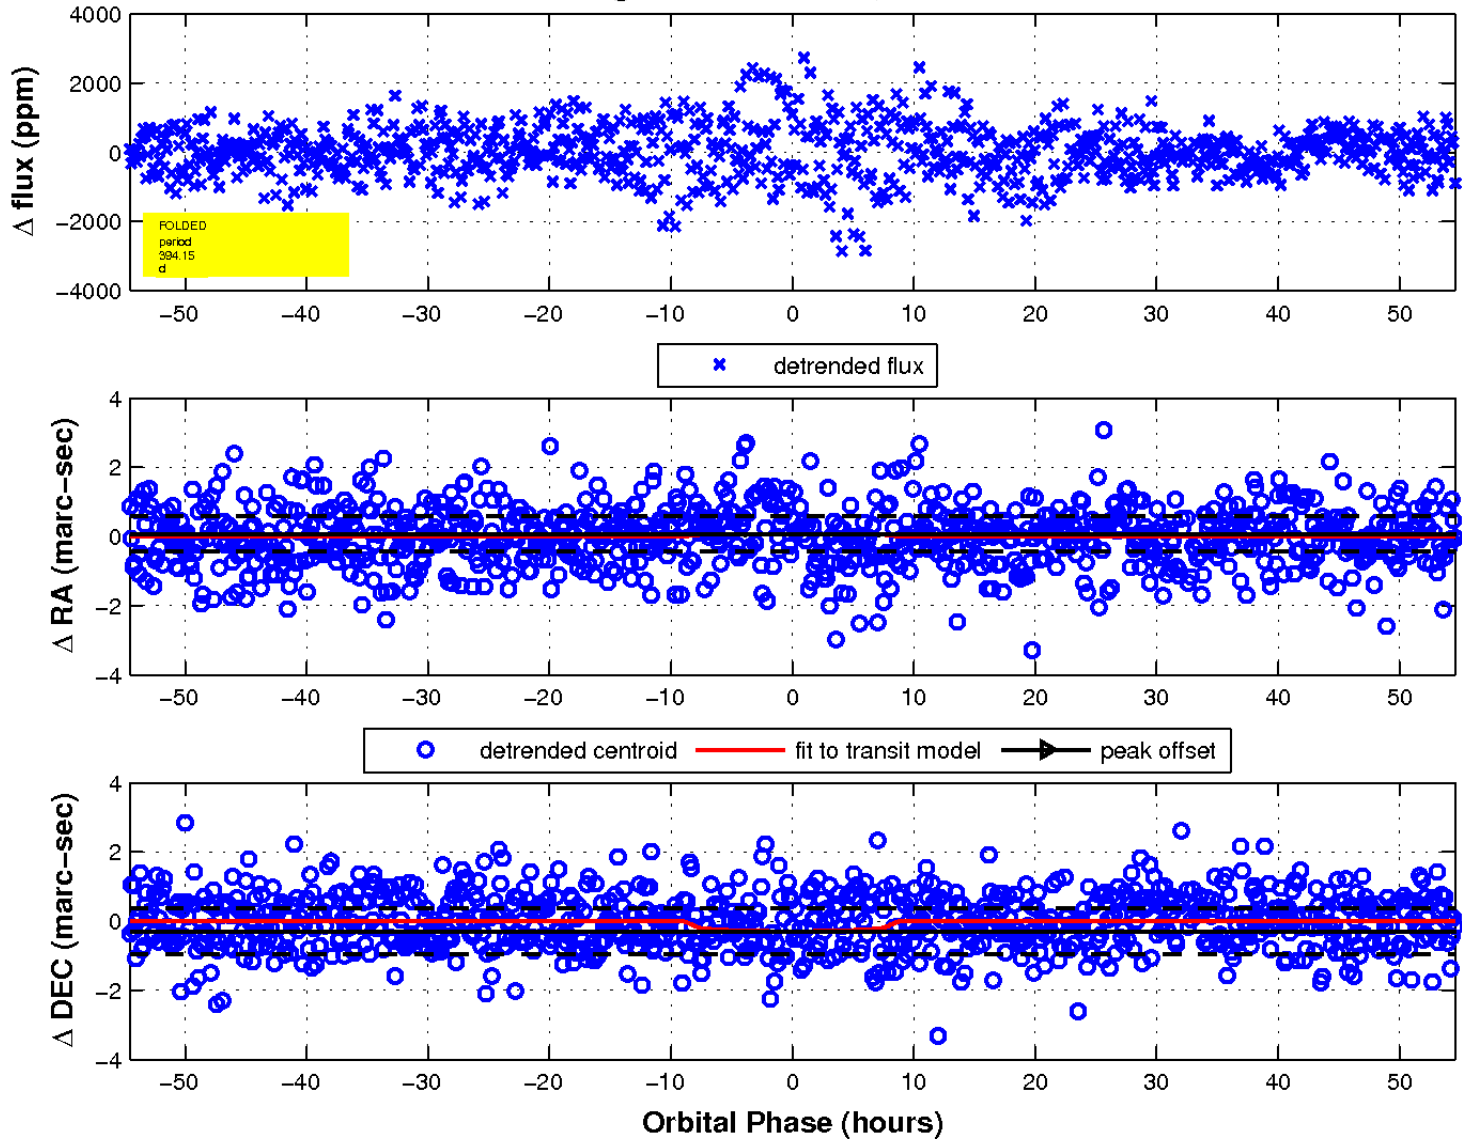 4000
2000
0
−2000
−4000
Δ flux (ppm)
FOLDED
period
394.15
d
−50 −40 −30 −20 −10 0 10 20 30 40 50
detrended flux
4
2
0
−2
−4
Δ RA (marc−sec)
−50 −40 −30 −20 −10 0 10 20 30 40 50
detrended centroid fit to transit model peak offset
4
2
0
−2
−4
Δ DEC (marc−sec)
−50 −40 −30 −20 −10 0 10 20 30 40 50
Orbital Phase (hours)